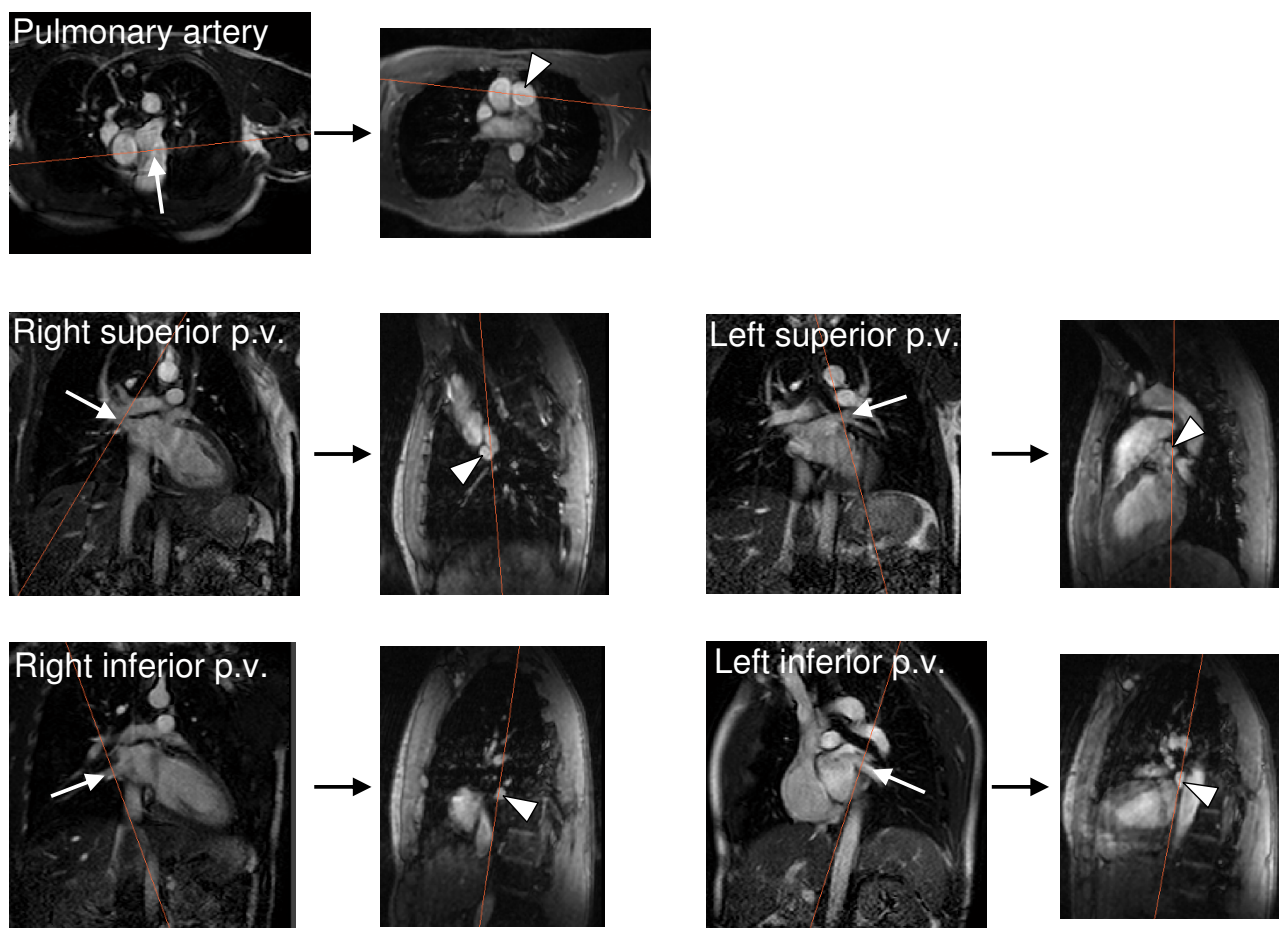 Pulmonary artery
Right superior p.v.
Left superior p.v.
Right inferior p.v.
Left inferior p.v.